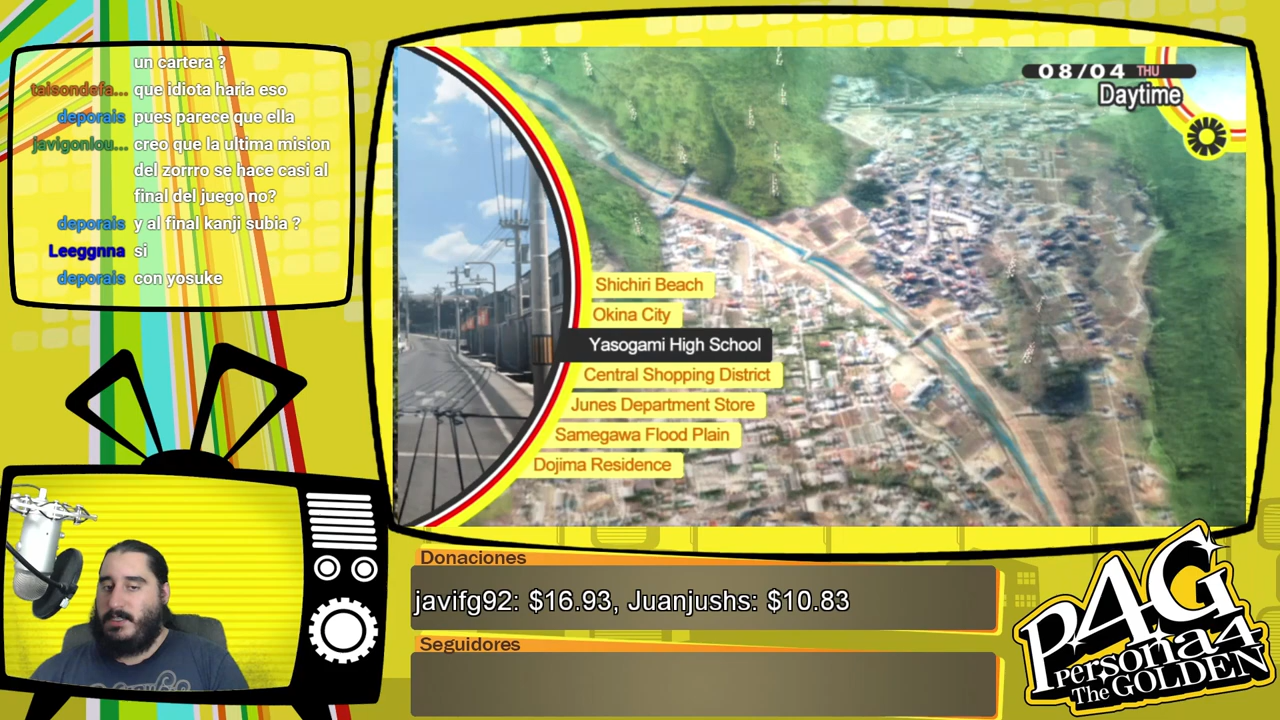 un cartera ?
taisondefa... que idiota haria eso
deporais pues parece que ella
javigonlou... creo que la ultima mision
del zorrro se hace casi al
final del juego no?
deporais y al final kanji subia ?
Leeggnna si
deporais con yosuke
08/04 THU
Daytime
Shichiri Beach
Okina City
Yasogami High School
Central Shopping District
Junes Department Store
Samegawa Flood Plain
Dojima Residence
Donaciones
javifg92: $16.93, Juanjushs: $10.83
Seguidores
P4G
Persona 4
The GOLDEN